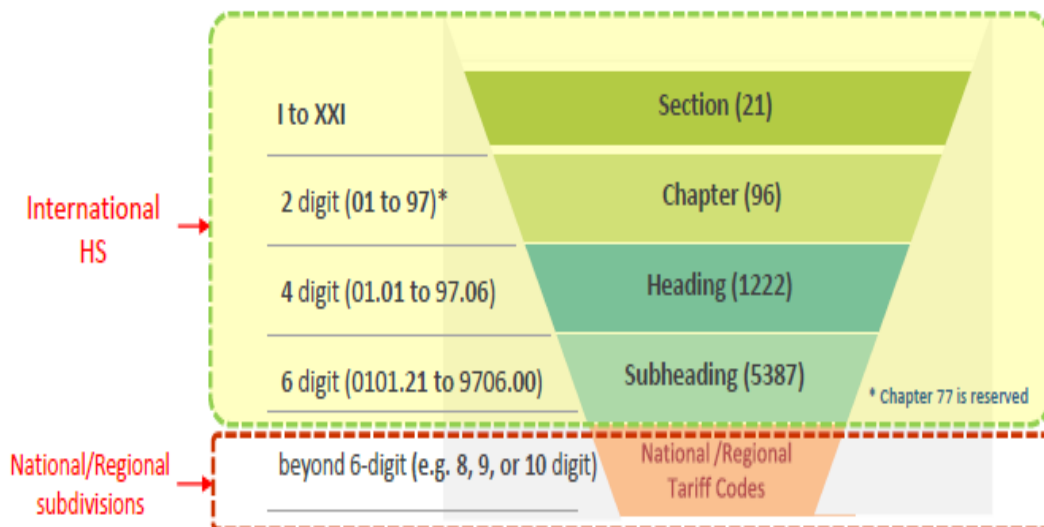 I to XXI
Section (21)
2 digit (01 to 97)*
Chapter (96)
International
HS
4 digit (01.01 to 97.06)
Heading (1222)
6 digit (0101.21 to 9706.00)
Subheading (5387)
* Chapter 77 is reserved
National/Regional
subdivisions
beyond 6-digit (e.g. 8, 9, or 10 digit)
National /Regional
Tariff Codes